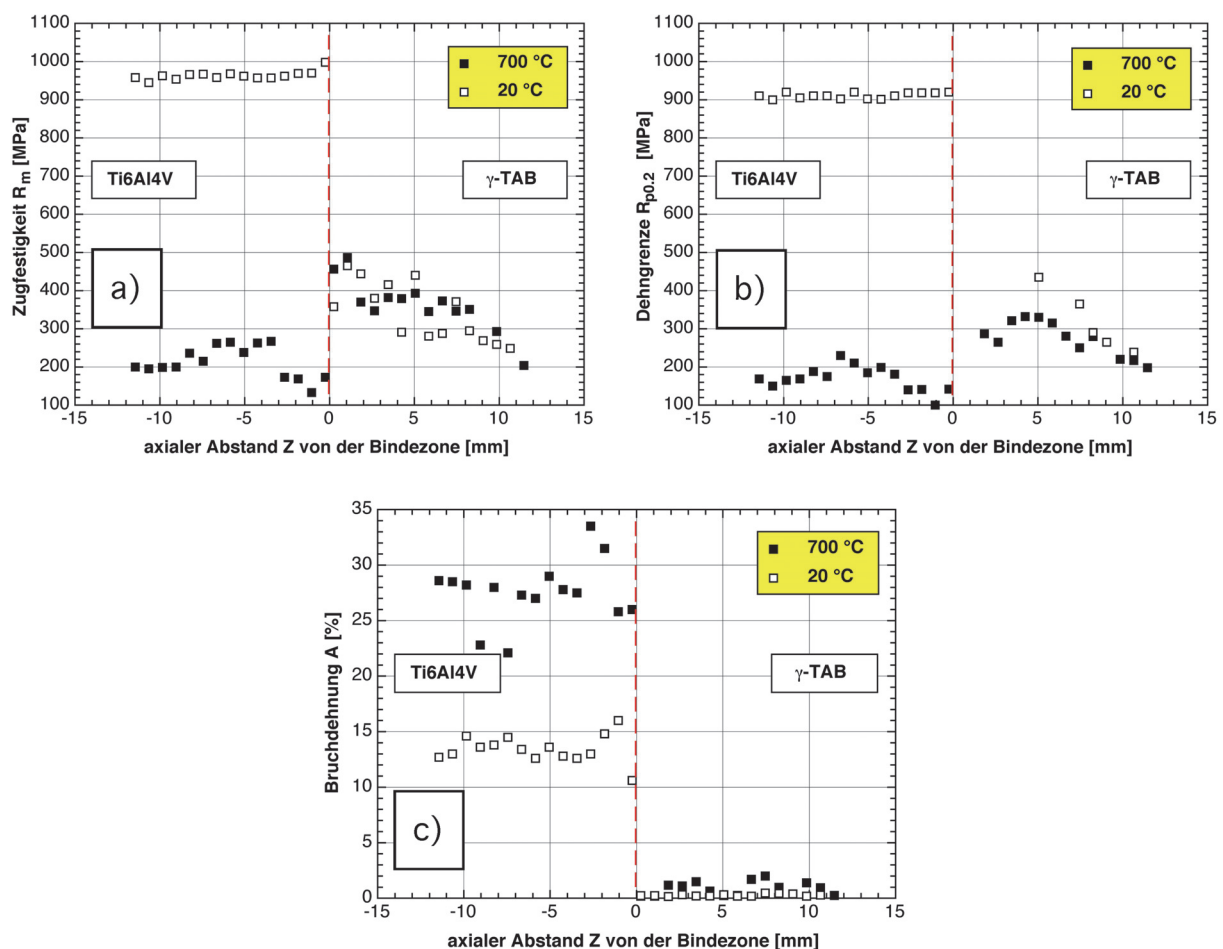 1100
1000
900
800
700
600
500
400
300
200
100
Zugfestigkeit Rm [MPa]
700 °C
20 °C
Ti6Al4V
γ-TAB
a)
-15 -10 -5 0 5 10 15
axialer Abstand Z von der Bindezone [mm]
1100
1000
900
800
700
600
500
400
300
200
100
Dehngrenze Rp0.2 [MPa]
700 °C
20 °C
Ti6Al4V
γ-TAB
b)
-15 -10 -5 0 5 10 15
axialer Abstand Z von der Bindezone [mm]
35
30
25
20
15
10
5
0
Bruchdehnung A [%]
700 °C
20 °C
Ti6Al4V
γ-TAB
c)
-15 -10 -5 0 5 10 15
axialer Abstand Z von der Bindezone [mm]